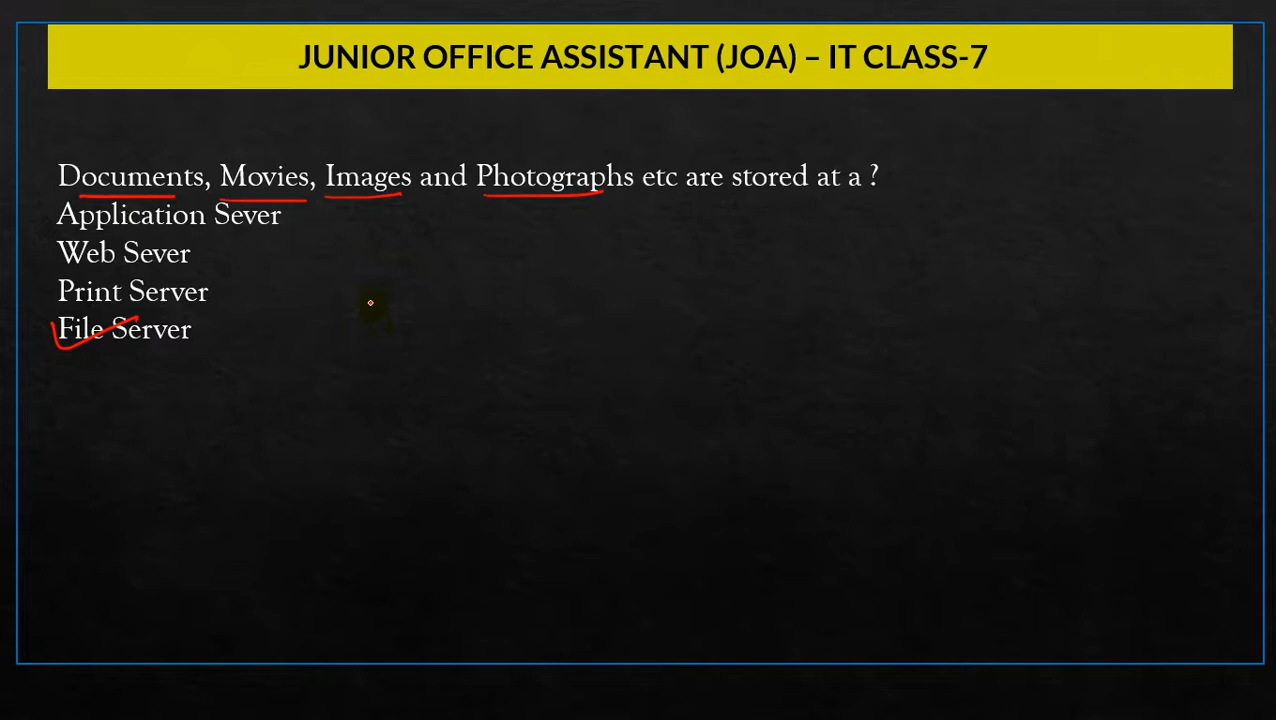 JUNIOR OFFICE ASSISTANT (JOA) – IT CLASS-7
Documents, Movies, Images and Photographs etc are stored at a ?
Application Sever
Web Sever
Print Server
File Server